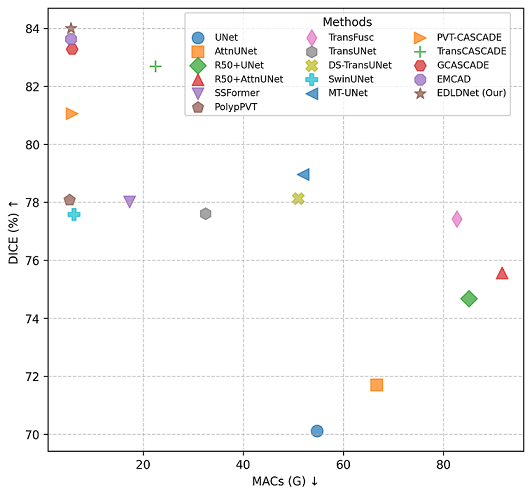 Methods
UNet
AttnUNet
R50+UNet
R50+AttnUNet
SSFormer
PolypPVT
TransFusc
TransUNet
DS-TransUNet
SwinUNet
MT-UNet
PVT-CASCADE
TransCASCADE
GCASCADE
EMCAD
EDLDNet (Our)
84
82
80
78
76
74
72
70
DICE (%) ↑
20 40 60 80
MACs (G) ↓